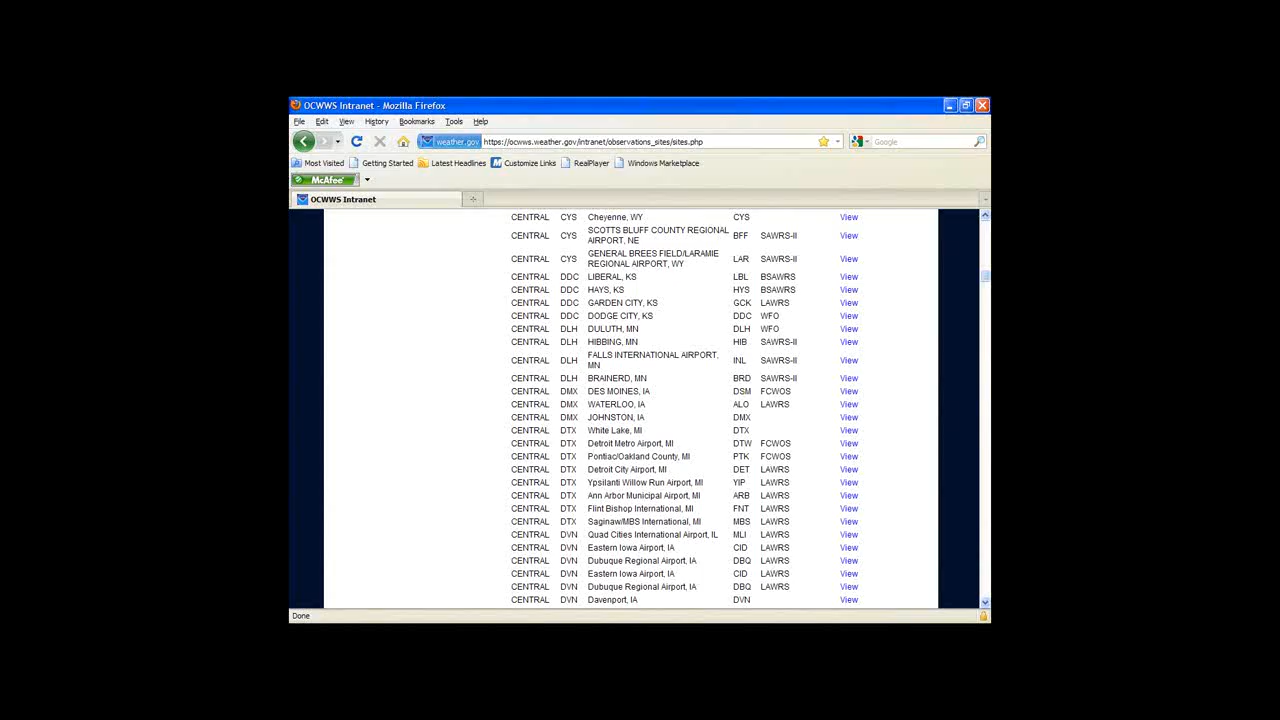 OCWWS Intranet - Mozilla Firefox
File Edit View History Bookmarks Tools Help
weather.gov https://ocwws.weather.gov/intranet/observations_sites/sites.php Google
Most Visited Getting Started Latest Headlines Customize Links RealPlayer Windows Marketplace
McAfee
OCWWS Intranet
CENTRAL CYS Cheyenne, WY CYS View
CENTRAL CYS SCOTTS BLUFF COUNTY REGIONAL AIRPORT, NE BFF SAWRS-II View
CENTRAL CYS GENERAL BREES FIELD/LARAMIE REGIONAL AIRPORT, WY LAR SAWRS-II View
CENTRAL DDC LIBERAL, KS LBL BSAWRS View
CENTRAL DDC HAYS, KS HYS BSAWRS View
CENTRAL DDC GARDEN CITY, KS GCK LAWRS View
CENTRAL DDC DODGE CITY, KS DDC WFO View
CENTRAL DLH DULUTH, MN DLH WFO View
CENTRAL DLH HIBBING, MN HIB SAWRS-II View
CENTRAL DLH FALLS INTERNATIONAL AIRPORT, MN INL SAWRS-II View
CENTRAL DLH BRAINERD, MN BRD SAWRS-II View
CENTRAL DMX DES MOINES, IA DSM FCWOS View
CENTRAL DMX WATERLOO, IA ALO LAWRS View
CENTRAL DMX JOHNSTON, IA DMX View
CENTRAL DTX White Lake, MI DTX View
CENTRAL DTX Detroit Metro Airport, MI DTW FCWOS View
CENTRAL DTX Pontiac/Oakland County, MI PTK FCWOS View
CENTRAL DTX Detroit City Airport, MI DET LAWRS View
CENTRAL DTX Ypsilanti Willow Run Airport, MI YIP LAWRS View
CENTRAL DTX Ann Arbor Municipal Airport, MI ARB LAWRS View
CENTRAL DTX Flint Bishop International, MI FNT LAWRS View
CENTRAL DTX Saginaw/MBS International, MI MBS LAWRS View
CENTRAL DVN Quad Cities International Airport, IL MLI LAWRS View
CENTRAL DVN Eastern Iowa Airport, IA CID LAWRS View
CENTRAL DVN Dubuque Regional Airport, IA DBQ LAWRS View
CENTRAL DVN Eastern Iowa Airport, IA CID LAWRS View
CENTRAL DVN Dubuque Regional Airport, IA DBQ LAWRS View
CENTRAL DVN Davenport, IA DVN View
Done